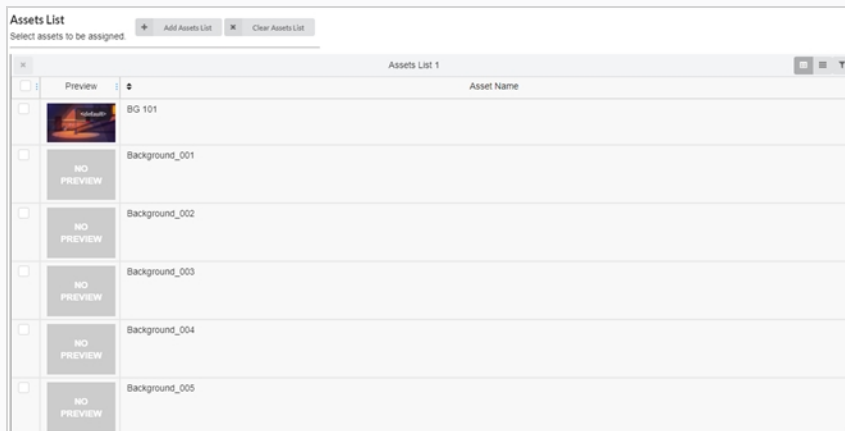 Assets List
Select assets to be assigned.
Add Assets List
Clear Assets List
Assets List 1
Preview
Asset Name
<default>
BG 101
NO
PREVIEW
Background_001
NO
PREVIEW
Background_002
NO
PREVIEW
Background_003
NO
PREVIEW
Background_004
NO
PREVIEW
Background_005